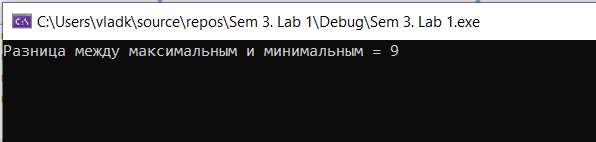 C:\Users\vladk\source\repos\Sem 3. Lab 1\Debug\Sem 3. Lab 1.exe
Разница между максимальным и минимальным = 9